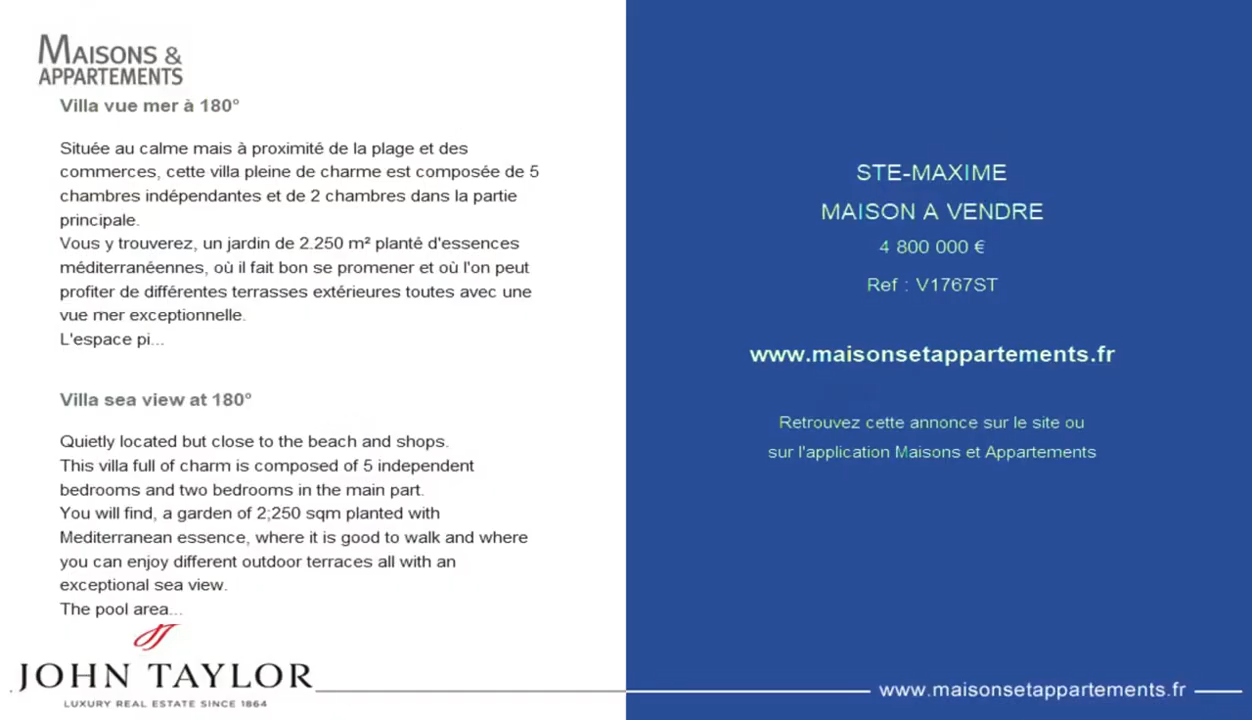 MAISONS &
APPARTEMENTS
Villa vue mer à 180°
Située au calme mais à proximité de la plage et des
commerces, cette villa pleine de charme est composée de 5
chambres indépendantes et de 2 chambres dans la partie
principale.
Vous y trouverez, un jardin de 2.250 m² planté d'essences
méditerranéennes, où il fait bon se promener et où l'on peut
profiter de différentes terrasses extérieures toutes avec une
vue mer exceptionnelle.
L'espace pi...
Villa sea view at 180°
Quietly located but close to the beach and shops.
This villa full of charm is composed of 5 independent
bedrooms and two bedrooms in the main part.
You will find, a garden of 2;250 sqm planted with
Mediterranean essence, where it is good to walk and where
you can enjoy different outdoor terraces all with an
exceptional sea view.
The pool area...
JOHN TAYLOR
LUXURY REAL ESTATE SINCE 1864
STE-MAXIME
MAISON A VENDRE
4 800 000 €
Ref : V1767ST
www.maisonsetappartements.fr
Retrouvez cette annonce sur le site ou
sur l'application Maisons et Appartements
www.maisonsetappartements.fr